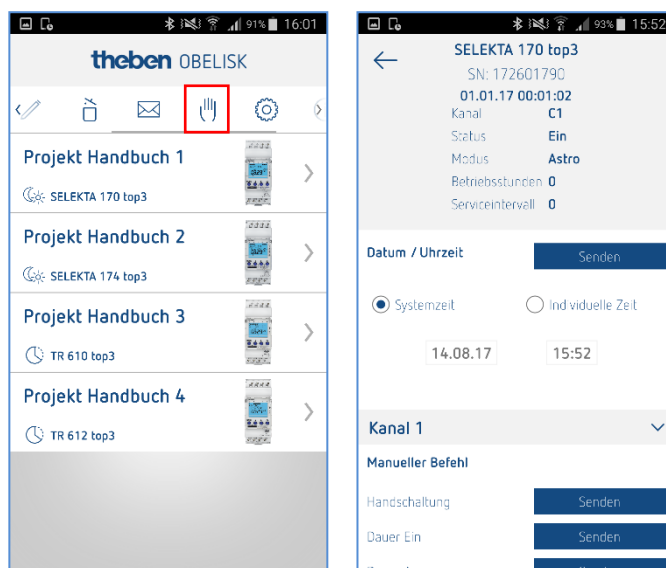 91% 16:01
theben OBELISK
Projekt Handbuch 1
SELEKTA 170 top3
Projekt Handbuch 2
SELEKTA 174 top3
Projekt Handbuch 3
TR 610 top3
Projekt Handbuch 4
TR 612 top3
93% 15:52
SELEKTA 170 top3
SN: 172601790
01.01.17 00:01:02
Kanal C1
Status Ein
Modus Astro
Betriebsstunden 0
Serviceintervall 0
Datum / Uhrzeit Senden
Systemzeit Individuelle Zeit
14.08.17 15:52
Kanal 1
Manueller Befehl
Handschaltung Senden
Dauer Ein Senden